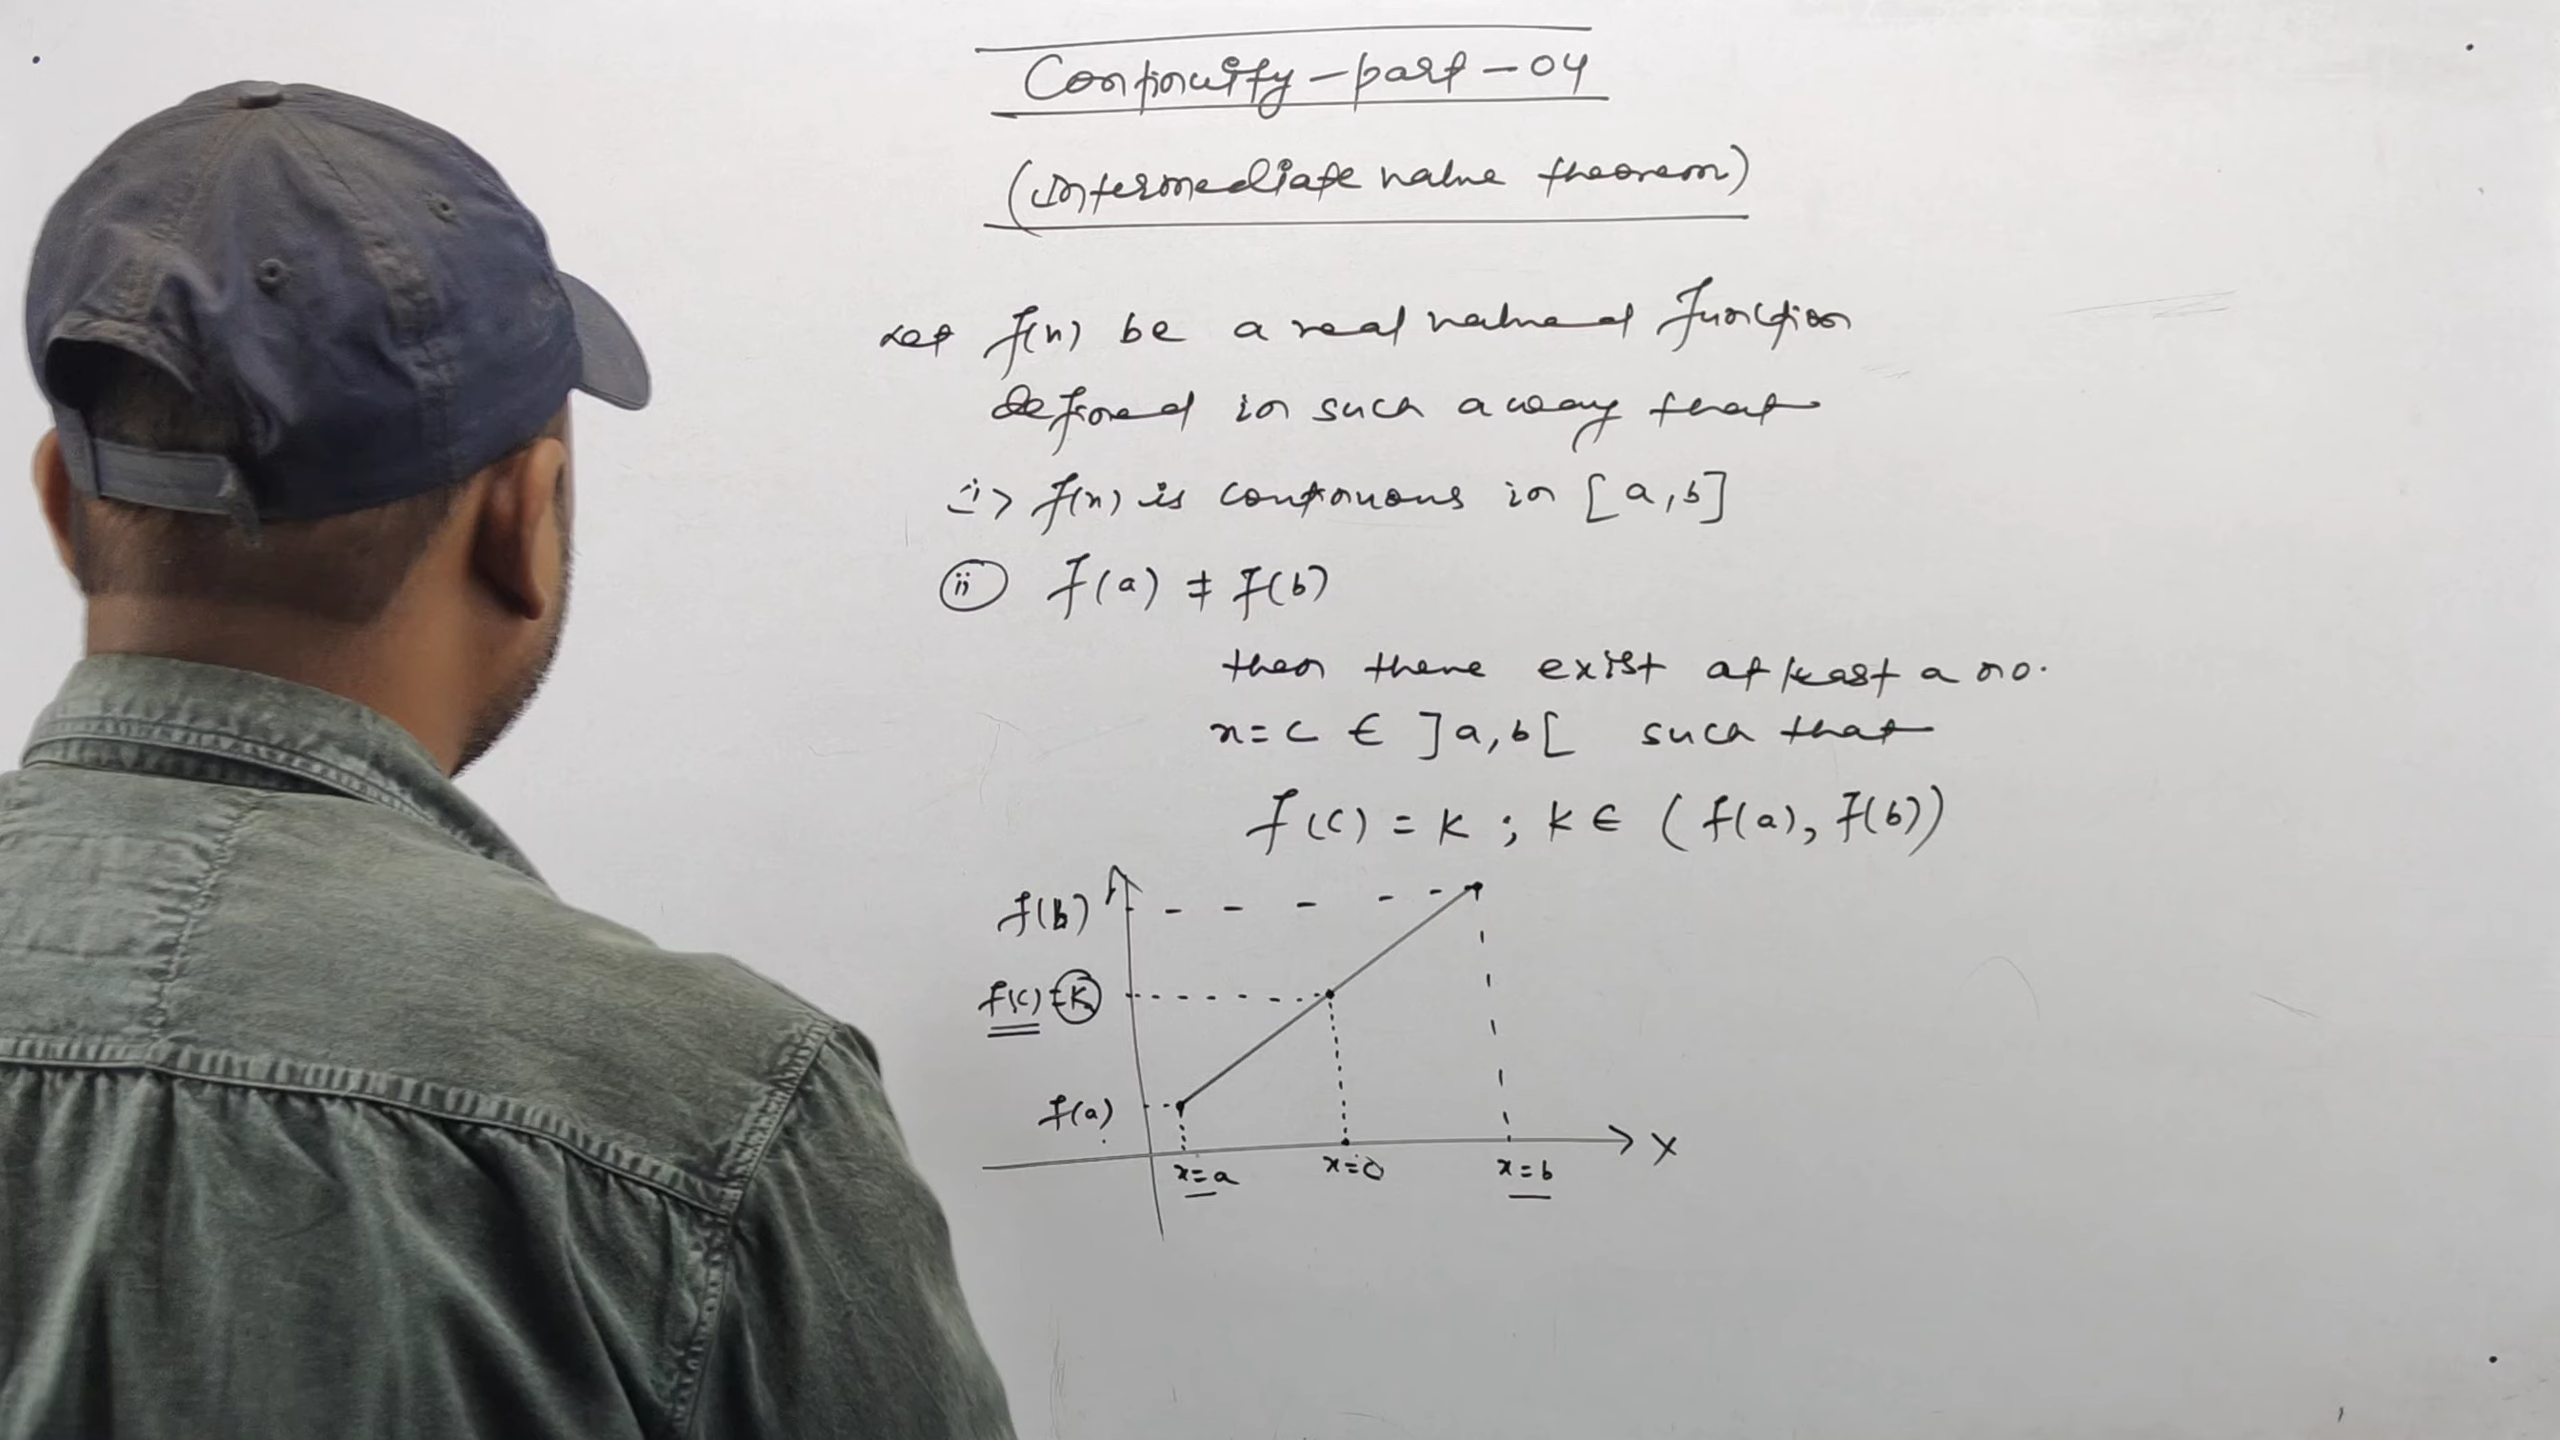 Continuity - part - 04
(Intermediate value theorem)
Let f(x) be a real valued function
defined in such a way that
i> f(x) is continuous in [a,b]
ii f(a) ≠ f(b)
then there exist at least a no.
x=c ∈ ]a,b[ such that
f(c) = K ; K ∈ (f(a), f(b))
f(b)
f(c) = K
f(a)
x=a x=c x=b X